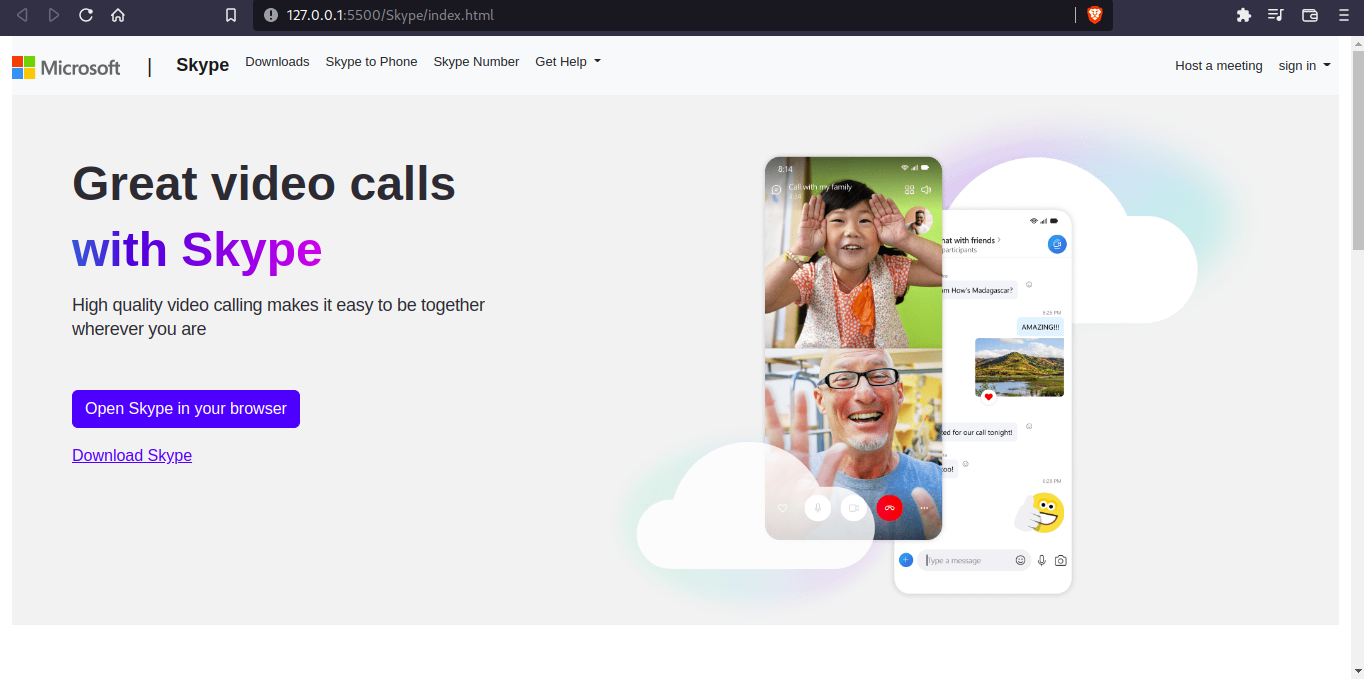 127.0.0.1:5500/Skype/index.html
Microsoft | Skype Downloads Skype to Phone Skype Number Get Help Host a meeting sign in
Great video calls
with Skype
High quality video calling makes it easy to be together
wherever you are
Open Skype in your browser
Download Skype
8:14
Call with my family
hat with friends
participants
How's Madagascar?
AMAZING!!!
ted for our call tonight!
too!
Type a message